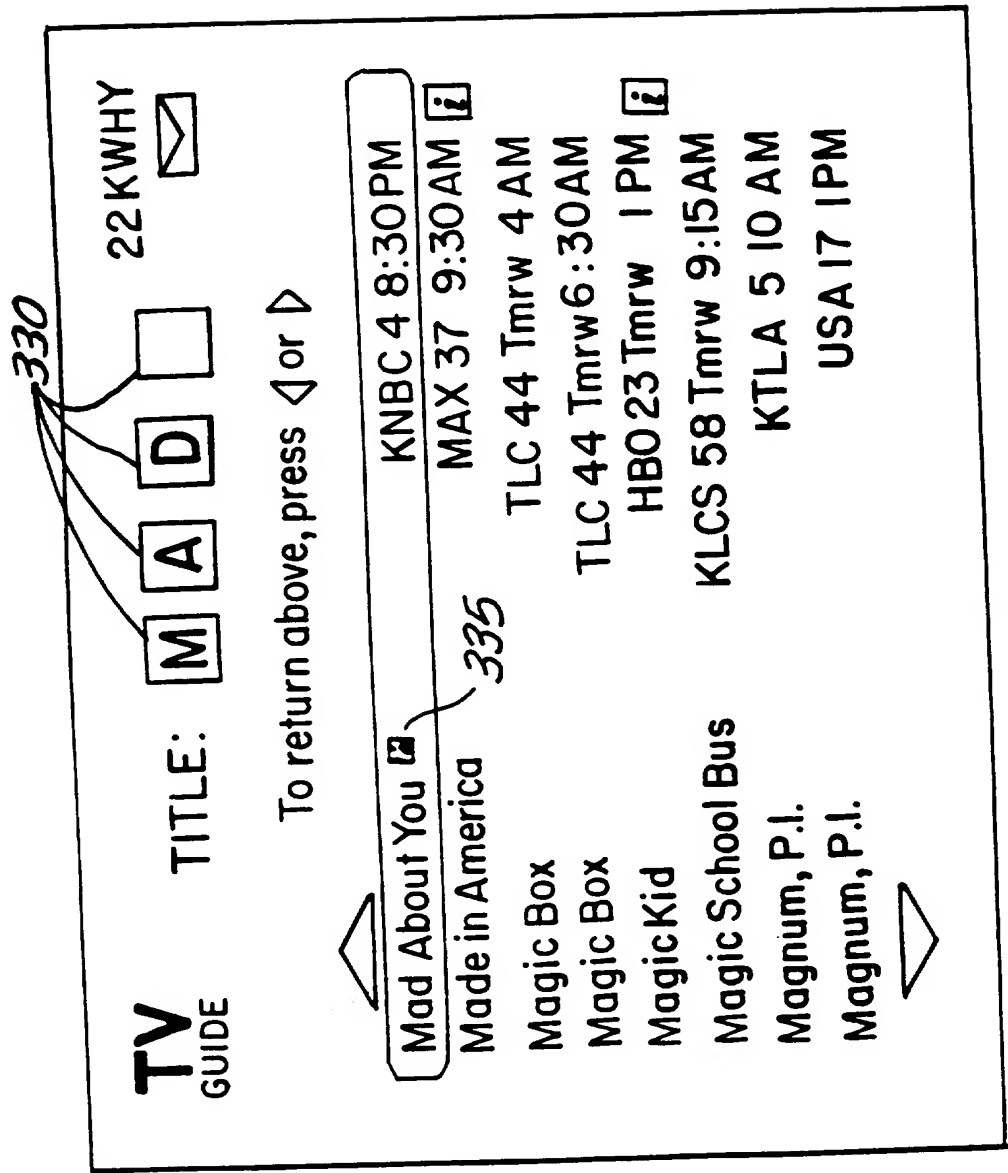 330
TV GUIDE TITLE: M A D 22 KWHY
To return above, press ◁ or ▷
Mad About You KNBC 4 8:30PM
335
Made in America MAX 37 9:30AM i
Magic Box TLC 44 Tmrw 4 AM
Magic Box TLC 44 Tmrw 6:30AM
Magic Kid HBO 23 Tmrw 1 PM i
Magic School Bus KLCS 58 Tmrw 9:15AM
Magnum, P.I. KTLA 5 10 AM
Magnum, P.I. USA 17 1PM